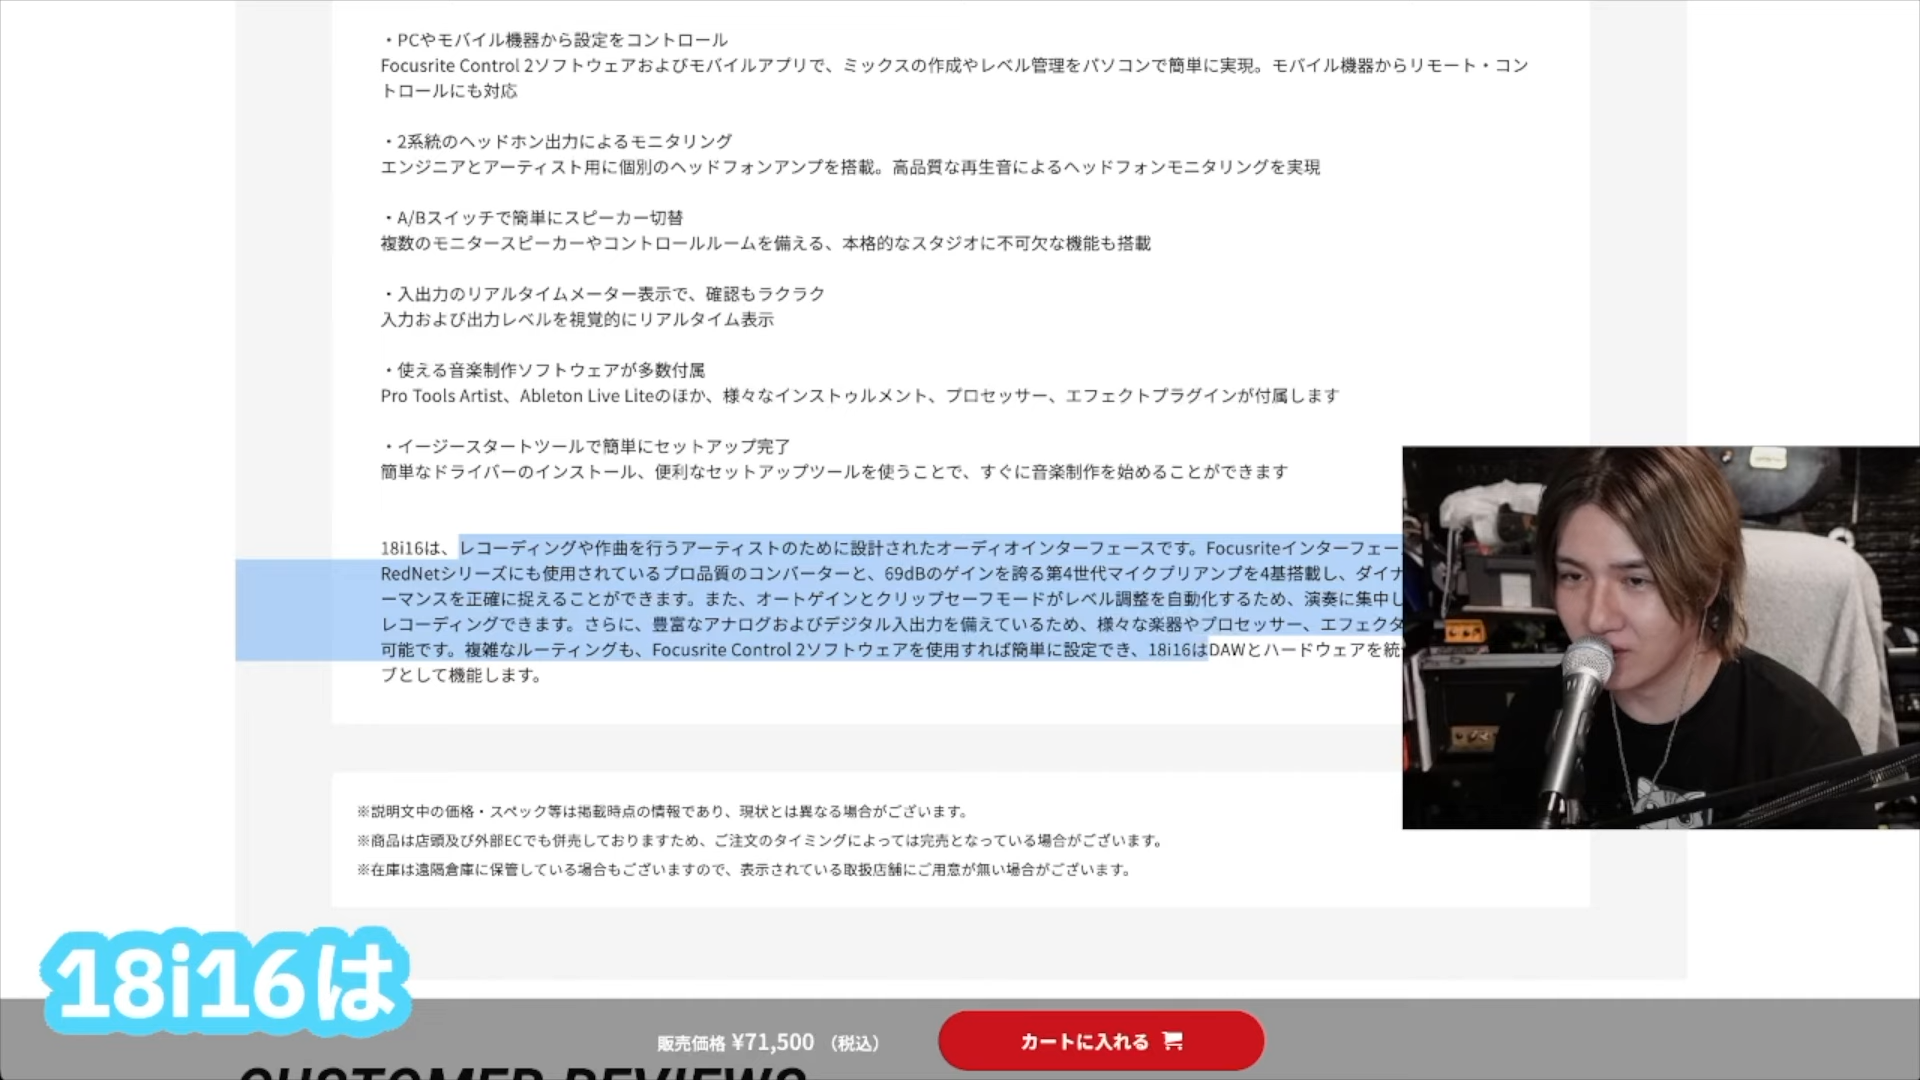 ・PCやモバイル機器から設定をコントロール
Focusrite Control 2ソフトウェアおよびモバイルアプリで、ミックスの作成やレベル管理をパソコンで簡単に実現。モバイル機器からリモート・コン
トロールにも対応
・2系統のヘッドホン出力によるモニタリング
エンジニアとアーティスト用に個別のヘッドフォンアンプを搭載。高品質な再生音によるヘッドフォンモニタリングを実現
・A/Bスイッチで簡単にスピーカー切替
複数のモニタースピーカーやコントロールルームを備える、本格的なスタジオに不可欠な機能も搭載
・入出力のリアルタイムメーター表示で、確認もラクラク
入力および出力レベルを視覚的にリアルタイム表示
・使える音楽制作ソフトウェアが多数付属
Pro Tools Artist、Ableton Live Liteのほか、様々なインストゥルメント、プロセッサー、エフェクトプラグインが付属します
・イージースタートツールで簡単にセットアップ完了
簡単なドライバーのインストール、便利なセットアップツールを使うことで、すぐに音楽制作を始めることができます
18i16は、レコーディングや作曲を行うアーティストのために設計されたオーディオインターフェースです。Focusriteインターフェー
RedNetシリーズにも使用されているプロ品質のコンバーターと、69dBのゲインを誇る第4世代マイクプリアンプを4基搭載し、ダイナ
ーマンスを正確に捉えることができます。また、オートゲインとクリップセーフモードがレベル調整を自動化するため、演奏に集中し
レコーディングできます。さらに、豊富なアナログおよびデジタル入出力を備えているため、様々な楽器やプロセッサー、エフェクタ
可能です。複雑なルーティングも、Focusrite Control 2ソフトウェアを使用すれば簡単に設定でき、18i16はDAWとハードウェアを統
ブとして機能します。
※説明文中の価格・スペック等は掲載時点の情報であり、現状とは異なる場合がございます。
※商品は店頭及び外部ECでも併売しておりますため、ご注文のタイミングによっては完売となっている場合がございます。
※在庫は遠隔倉庫に保管している場合もございますので、表示されている取扱店舗にご用意が無い場合がございます。
18i16は
販売価格 ¥71,500 （税込）
カートに入れる
CUSTOMER REVIEWS